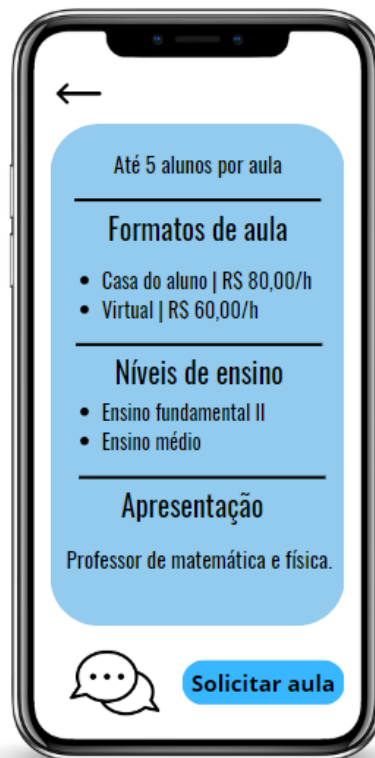 Até 5 alunos por aula
Formatos de aula
• Casa do aluno | RS 80,00/h
• Virtual | RS 60,00/h
Níveis de ensino
• Ensino fundamental II
• Ensino médio
Apresentação
Professor de matemática e física.
Solicitar aula